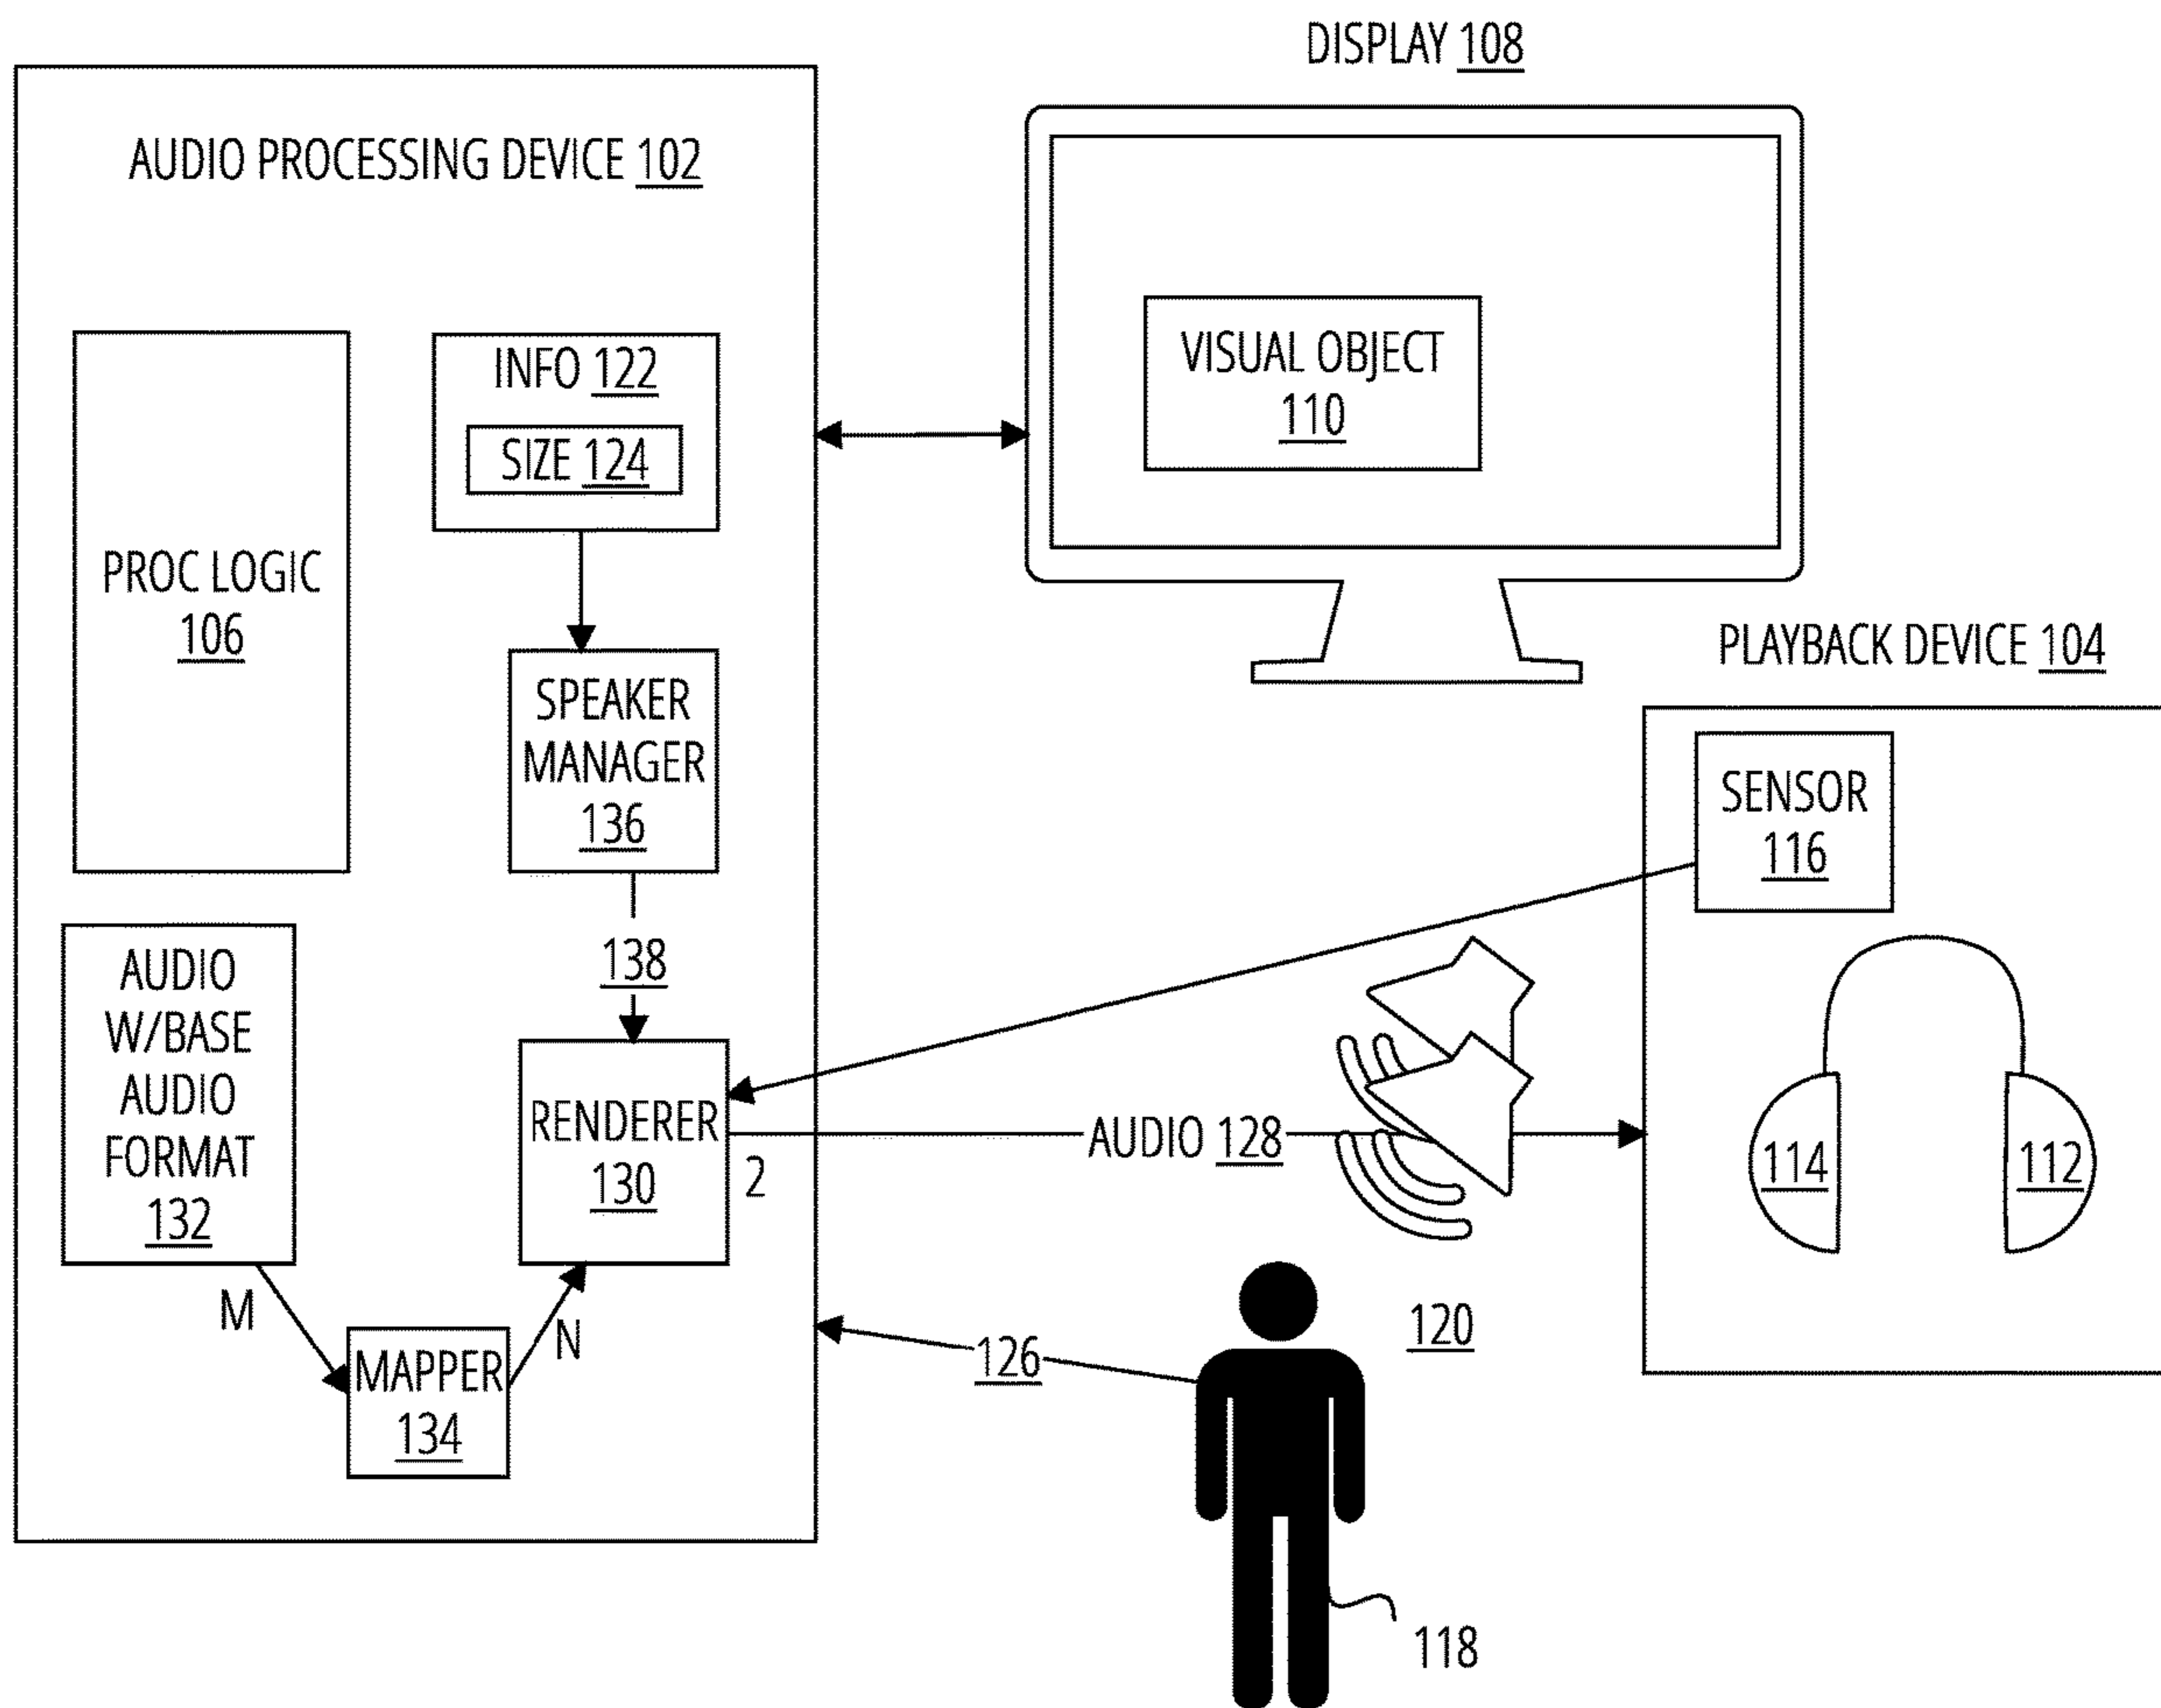 DISPLAY 108
AUDIO PROCESSING DEVICE 102
INFO 122
SIZE 124
VISUAL OBJECT
110
PROC LOGIC
106
PLAYBACK DEVICE 104
SPEAKER
MANAGER
136
SENSOR
116
138
AUDIO
W/BASE
AUDIO
FORMAT
132
RENDERER
130
2
AUDIO 128
114
112
M
N
MAPPER
134
126
120
118